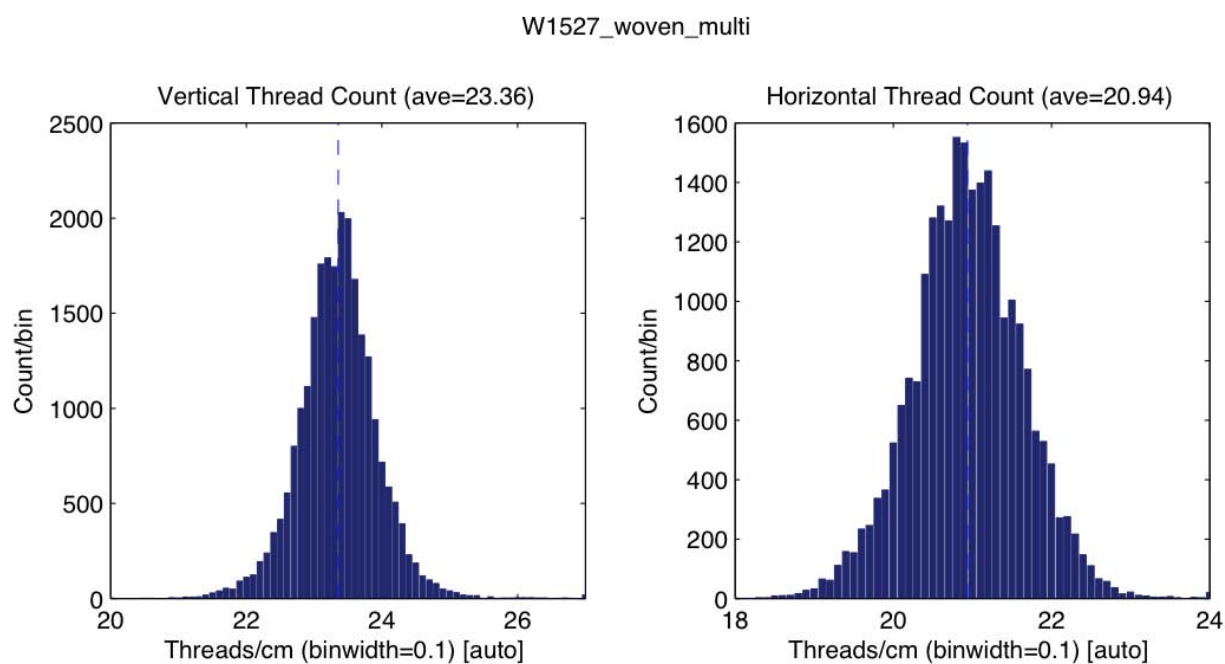 W1527_woven_multi
Vertical Thread Count (ave=23.36)
2500
2000
1500
1000
500
0
Count/bin
20 22 24 26
Threads/cm (binwidth=0.1) [auto]
Horizontal Thread Count (ave=20.94)
1600
1400
1200
1000
800
600
400
200
0
Count/bin
18 20 22 24
Threads/cm (binwidth=0.1) [auto]